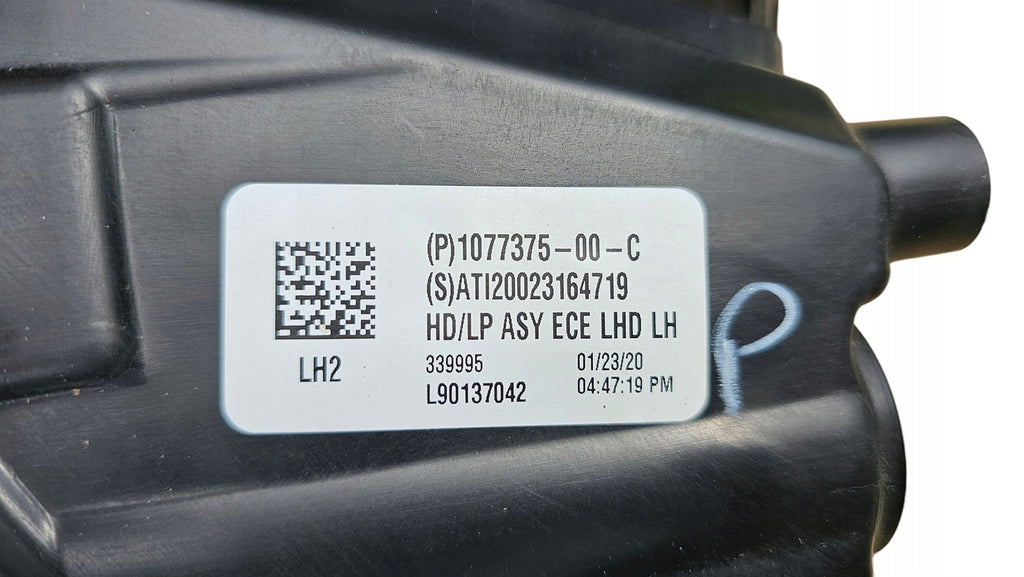 (P)1077375-00-C
(S)ATI20023164719
HD/LP ASY ECE LHD LH
339995 01/23/20
L90137042 04:47:19 PM
LH2
P